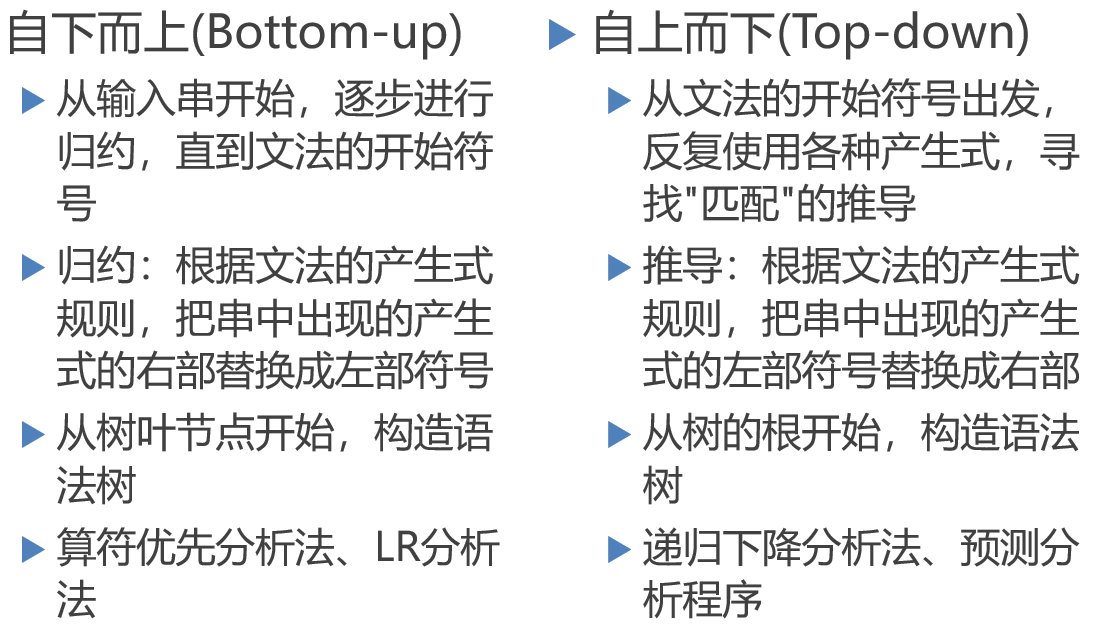 自下而上(Bottom-up)
从输入串开始，逐步进行
归约，直到文法的开始符
号
归约：根据文法的产生式
规则，把串中出现的产生
式的右部替换成左部符号
从树叶节点开始，构造语
法树
算符优先分析法、LR分析
法
自上而下(Top-down)
从文法的开始符号出发，
反复使用各种产生式，寻
找"匹配"的推导
推导：根据文法的产生式
规则，把串中出现的产生
式的左部符号替换成右部
从树的根开始，构造语法
树
递归下降分析法、预测分
析程序